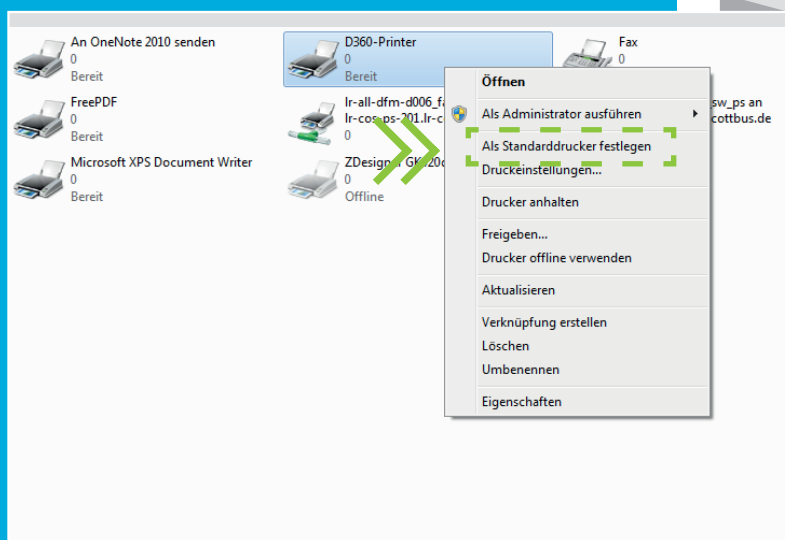 An OneNote 2010 senden
0
Bereit
D360-Printer
0
Bereit
Fax
0
FreePDF
0
Bereit
0
sw_ps an
cottbus.de
Microsoft XPS Document Writer
0
Bereit
0
Offline
Öffnen
Als Administrator ausführen
Als Standarddrucker festlegen
Druckeinstellungen...
Drucker anhalten
Freigeben...
Drucker offline verwenden
Aktualisieren
Verknüpfung erstellen
Löschen
Umbenennen
Eigenschaften